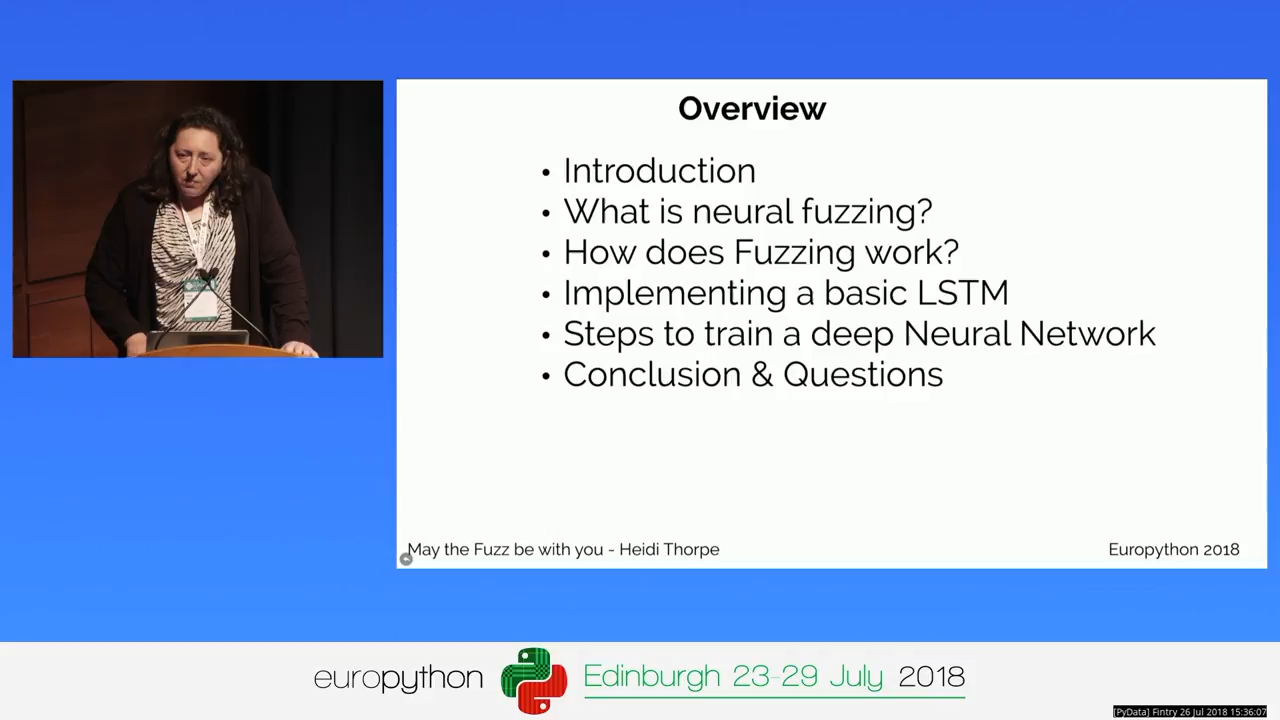 Overview
• Introduction
• What is neural fuzzing?
• How does Fuzzing work?
• Implementing a basic LSTM
• Steps to train a deep Neural Network
• Conclusion & Questions
May the Fuzz be with you - Heidi Thorpe
Europython 2018
europython Edinburgh 23-29 July 2018
[PyData] Fintry 26 Jul 2018 15:36:07